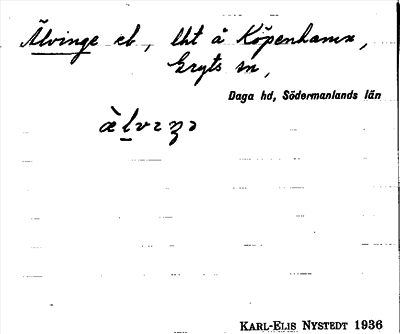 Älvinge eb, lht å Köpenhamn,
Gryts sn,
Daga hd, Södermanlands län
KARL-ELIS NYSTEDT 1936